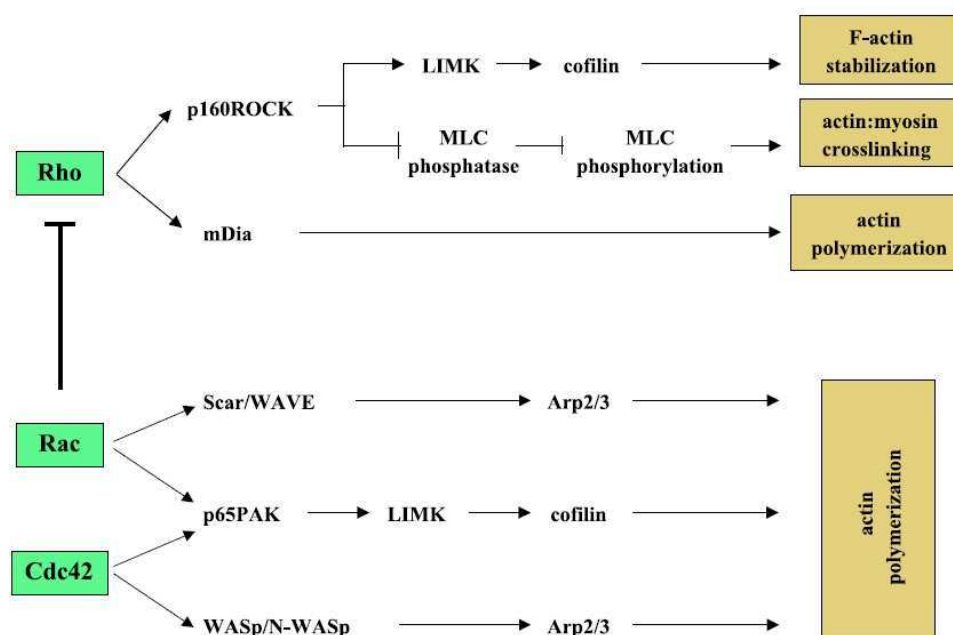 LIMK
cofilin
F-actin
stabilization
p160ROCK
MLC
phosphatase
MLC
phosphorylation
actin:myosin
crosslinking
Rho
mDia
actin
polymerization
Scar/WAVE
Arp2/3
Rac
p65PAK
LIMK
cofilin
actin
polymerization
Cdc42
WASp/N-WASp
Arp2/3